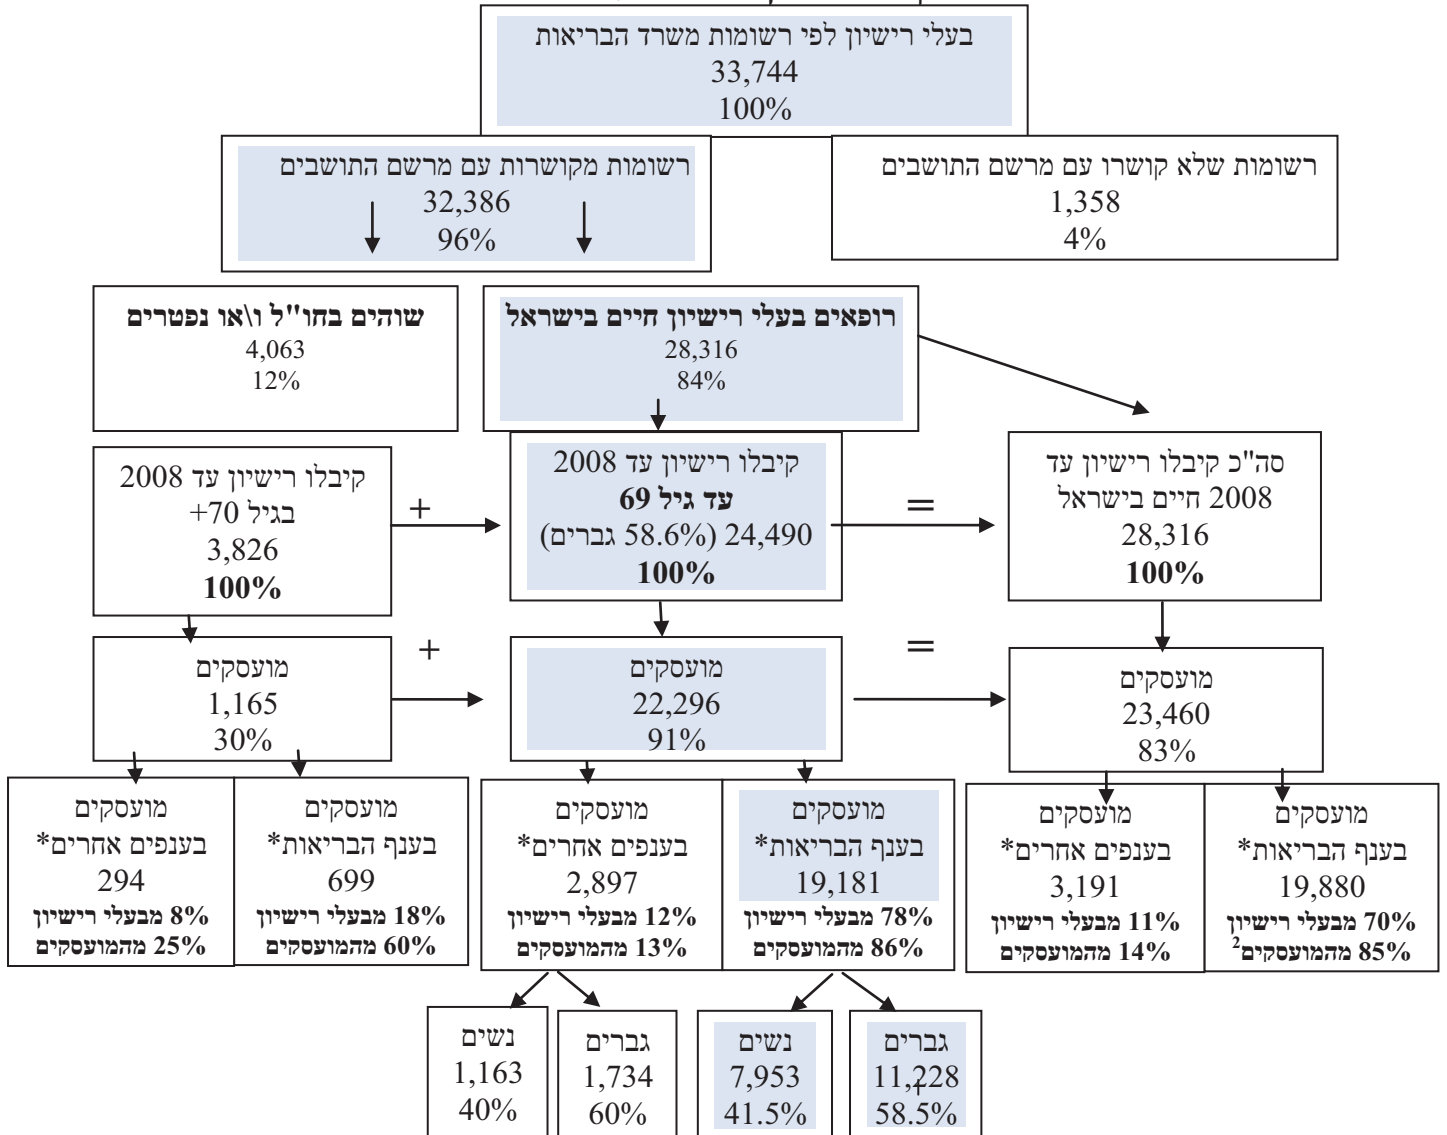 בעלי רישיון לפי רשומות משרד הבריאות
33,744
100%
רשומות שלא קושרו עם מרשם התושבים
1,358
4%
רשומות מקושרות עם מרשם התושבים
32,386
96%
רופאים בעלי רישיון חיים בישראל
28,316
84%
שוהים בחו"ל ו\או נפטרים
4,063
12%
סה"כ קיבלו רישיון עד
2008 חיים בישראל
28,316
100%
=
קיבלו רישיון עד 2008
עד גיל 69
24,490 (58.6% גברים)
100%
+
קיבלו רישיון עד 2008
בגיל 70+
3,826
100%
מועסקים
23,460
83%
=
מועסקים
22,296
91%
+
מועסקים
1,165
30%
מועסקים
בענף הבריאות*
19,880
70% מבעלי רישיון
85% מהמועסקים²
מועסקים
בענפים אחרים*
3,191
11% מבעלי רישיון
14% מהמועסקים
מועסקים
בענף הבריאות*
19,181
78% מבעלי רישיון
86% מהמועסקים
מועסקים
בענפים אחרים*
2,897
12% מבעלי רישיון
13% מהמועסקים
מועסקים
בענף הבריאות*
699
18% מבעלי רישיון
60% מהמועסקים
מועסקים
בענפים אחרים*
294
8% מבעלי רישיון
25% מהמועסקים
גברים
11,228
58.5%
נשים
7,953
41.5%
גברים
1,734
60%
נשים
1,163
40%